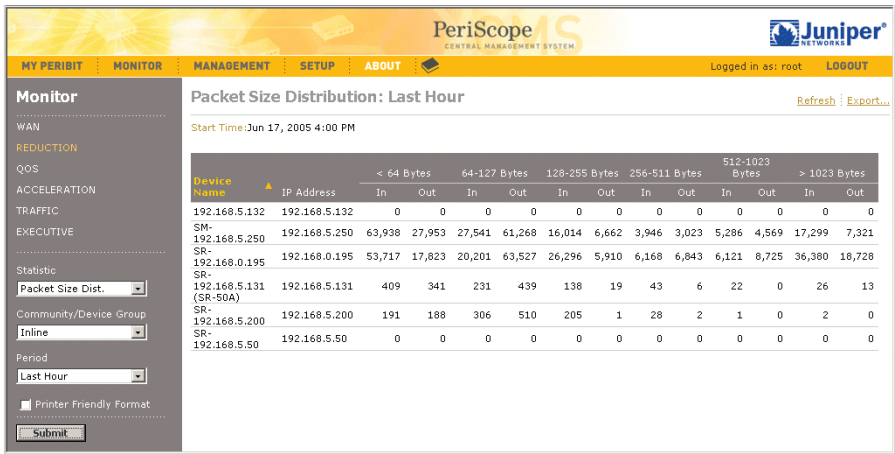 PeriScope
CENTRAL MANAGEMENT SYSTEM
CMS
Juniper®
NETWORKS
MY PERIBIT MONITOR MANAGEMENT SETUP ABOUT Logged in as: root LOGOUT
Monitor
WAN
REDUCTION
QOS
ACCELERATION
TRAFFIC
EXECUTIVE
Statistic
Packet Size Dist.
Community/Device Group
Inline
Period
Last Hour
Printer Friendly Format
Submit
Packet Size Distribution: Last Hour
Refresh Export...
Start Time:Jun 17, 2005 4:00 PM
Device Name IP Address < 64 Bytes 64-127 Bytes 128-255 Bytes 256-511 Bytes 512-1023 Bytes > 1023 Bytes
In Out In Out In Out In Out In Out In Out
192.168.5.132 192.168.5.132 0 0 0 0 0 0 0 0 0 0 0 0
SM-192.168.5.250 192.168.5.250 63,938 27,953 27,541 61,268 16,014 6,662 3,946 3,023 5,286 4,569 17,299 7,321
SR-192.168.0.195 192.168.0.195 53,717 17,823 20,201 63,527 26,296 5,910 6,168 6,843 6,121 8,725 36,380 18,728
SR-192.168.5.131 (SR-50A) 192.168.5.131 409 341 231 439 138 19 43 6 22 0 26 13
SR-192.168.5.200 192.168.5.200 191 188 306 510 205 1 28 2 1 0 2 0
SR-192.168.5.50 192.168.5.50 0 0 0 0 0 0 0 0 0 0 0 0